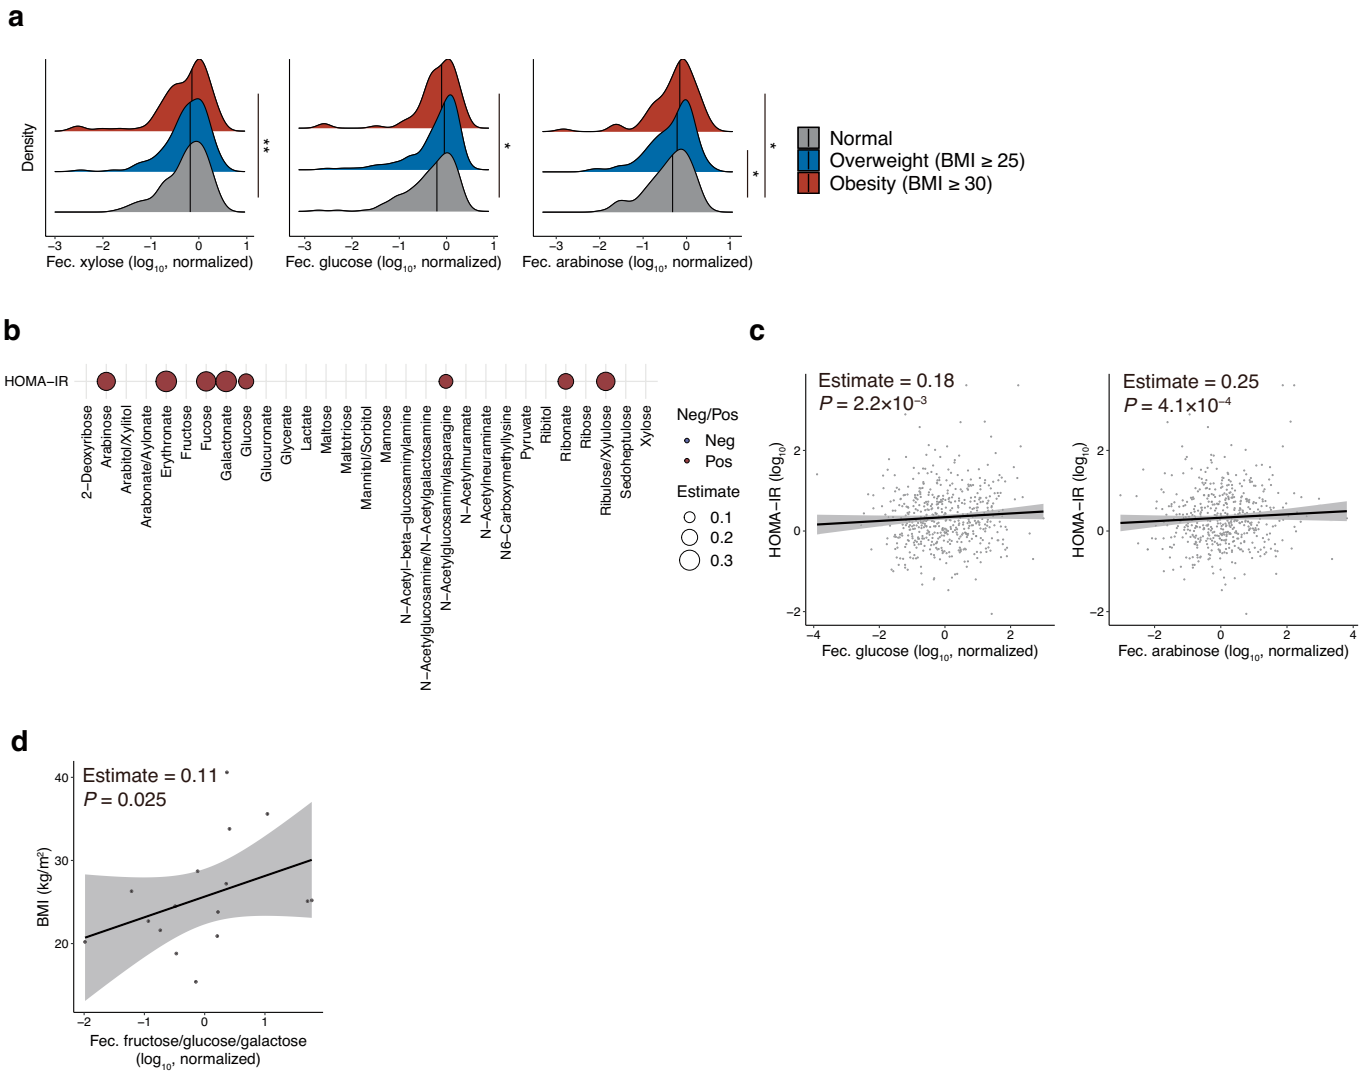 a
Density
−3 −2 −1 0 1
Fec. xylose (log10, normalized)
**
−3 −2 −1 0 1
Fec. glucose (log10, normalized)
*
−3 −2 −1 0 1
Fec. arabinose (log10, normalized)
*
*
Normal
Overweight (BMI ≥ 25)
Obesity (BMI ≥ 30)
b
HOMA−IR
2−Deoxyribose
Arabinose
Arabitol/Xylitol
Arabonate/Aylonate
Erythronate
Fructose
Fucose
Galactonate
Glucose
Glucuronate
Glycerate
Lactate
Maltose
Maltotriose
Mannitol/Sorbitol
Mannose
N−Acetyl−beta−glucosaminylamine
N−Acetylglucosamine/N−Acetylgalactosamine
N−Acetylglucosaminylasparagine
N−Acetylmuramate
N−Acetylneuraminate
N6−Carboxymethyllysine
Pyruvate
Ribitol
Ribonate
Ribose
Ribulose/Xylulose
Sedoheptulose
Xylose
Neg/Pos
Neg
Pos
Estimate
0.1
0.2
0.3
c
Estimate = 0.18
P = 2.2×10−3
HOMA−IR (log10)
2
0
−2
−4 −2 0 2
Fec. glucose (log10, normalized)
Estimate = 0.25
P = 4.1×10−4
HOMA−IR (log10)
2
0
−2
−2 0 2 4
Fec. arabinose (log10, normalized)
d
Estimate = 0.11
P = 0.025
BMI (kg/m2)
40
30
20
−2 −1 0 1
Fec. fructose/glucose/galactose
(log10, normalized)